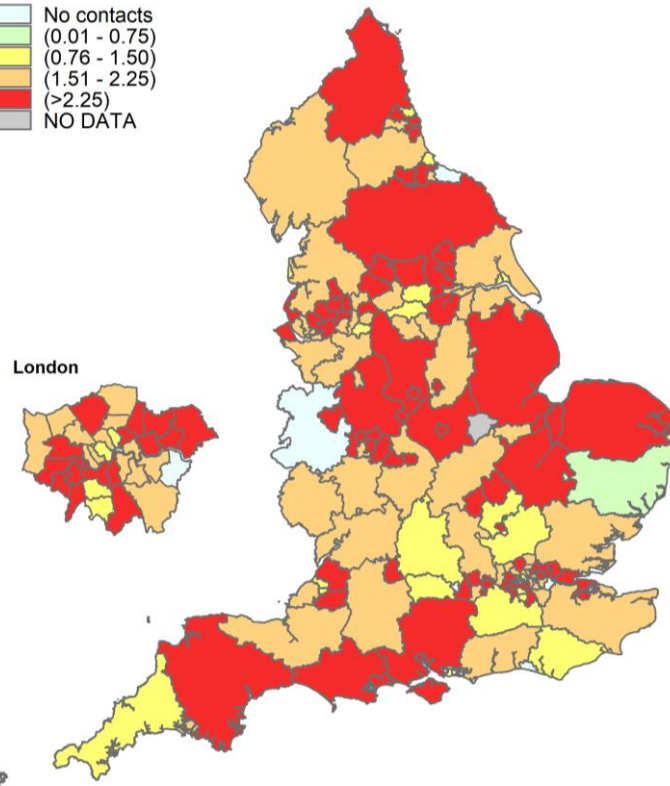 No contacts
(0.01 - 0.75)
(0.76 - 1.50)
(1.51 - 2.25)
(>2.25)
NO DATA
London